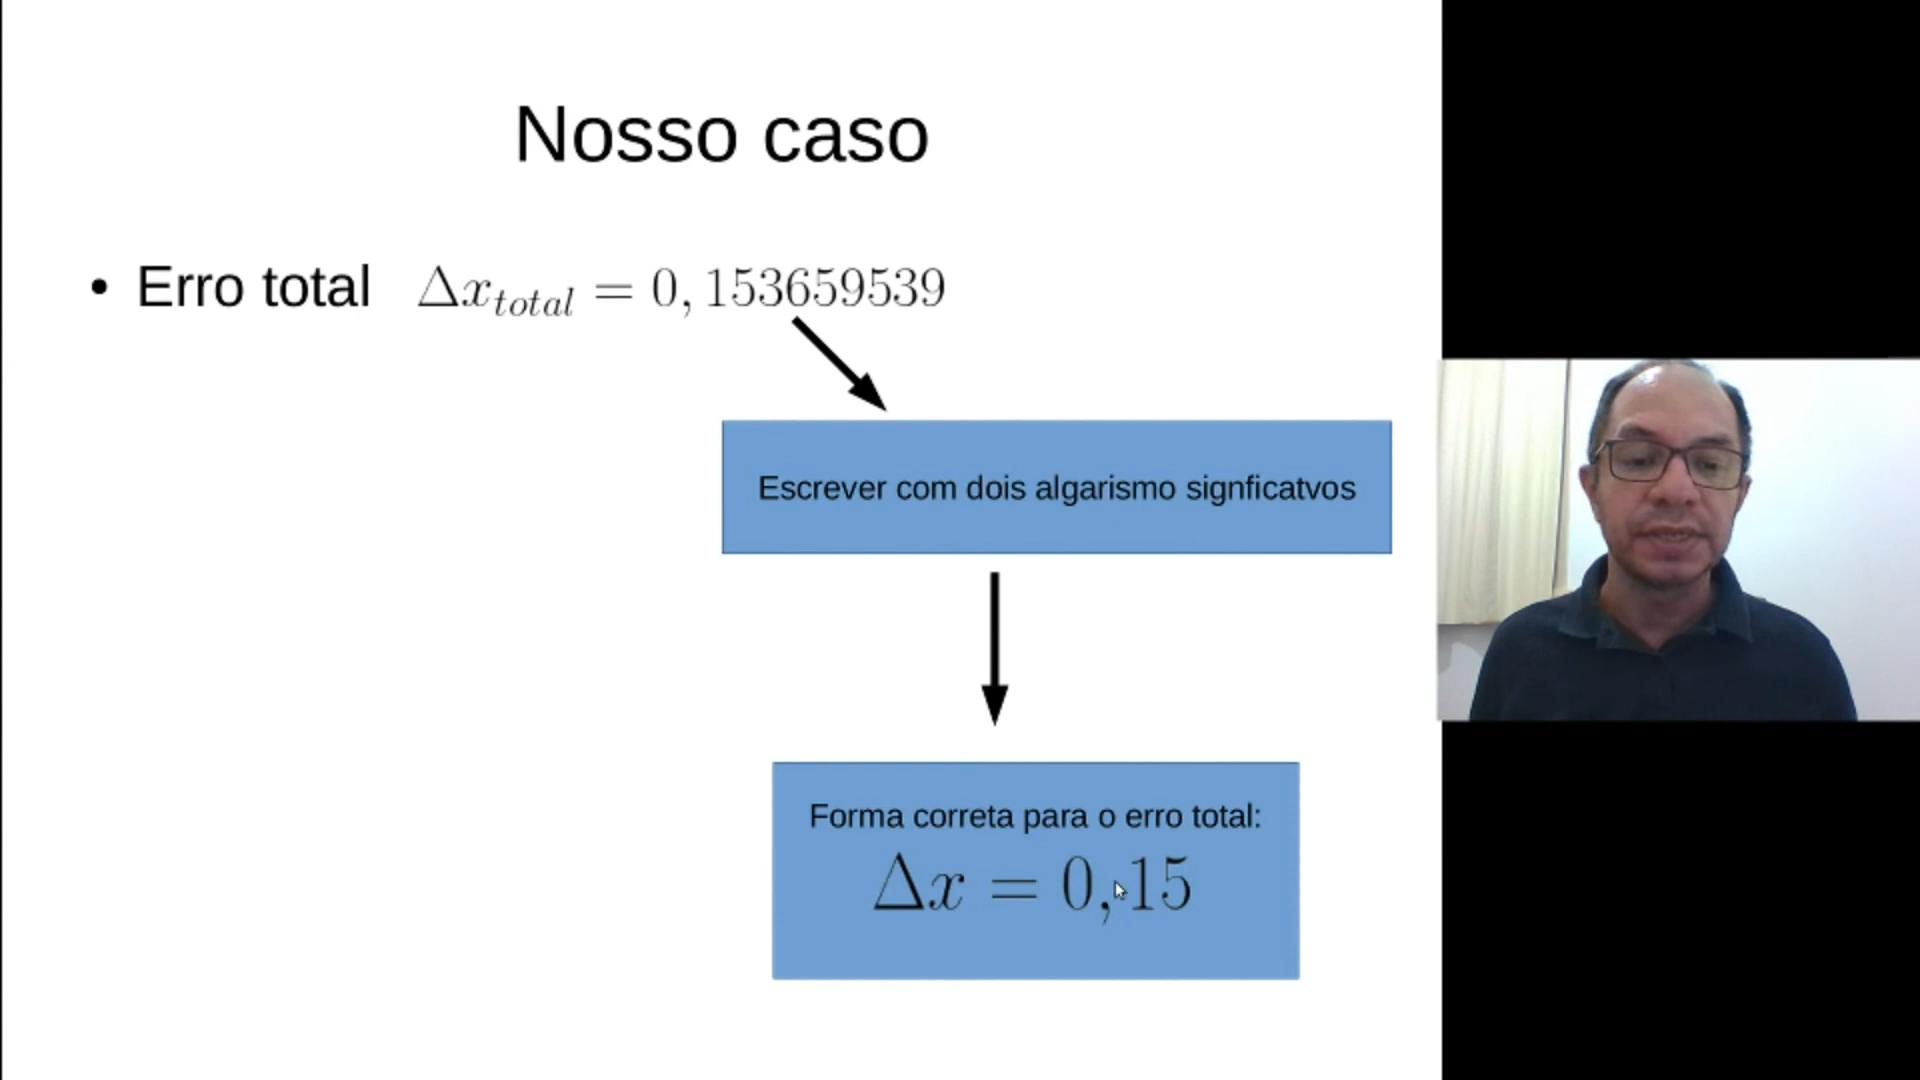 Nosso caso
• Erro total Δx_total = 0, 153659539
Escrever com dois algarismo signficatvos
Forma correta para o erro total:
Δx = 0,15